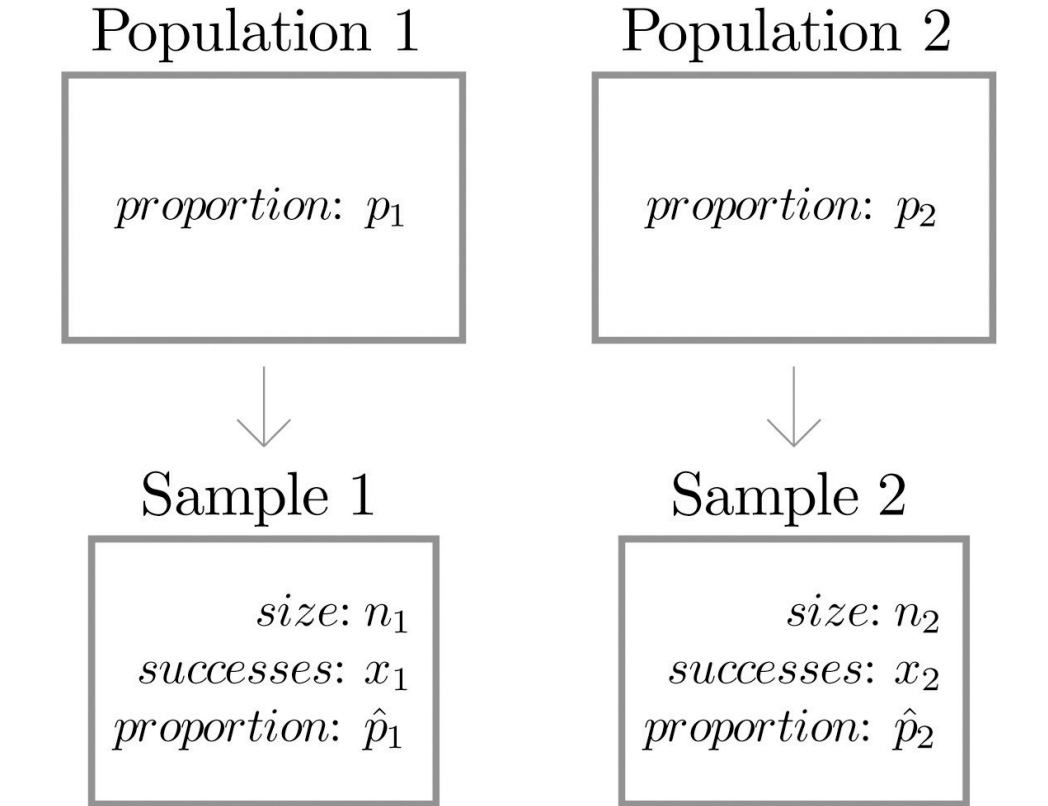 Population 1
proportion: p₁
Sample 1
size: n₁
successes: x₁
proportion: p̂₁
Population 2
proportion: p₂
Sample 2
size: n₂
successes: x₂
proportion: p̂₂